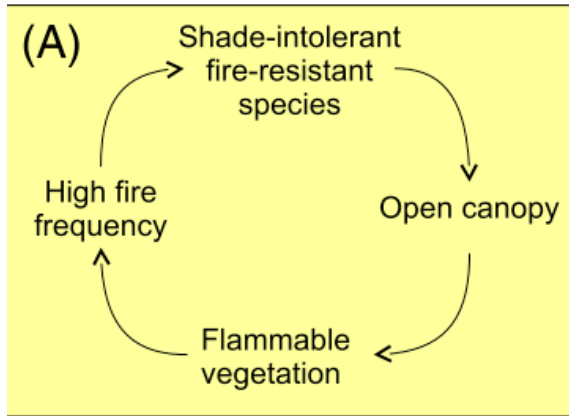 (A)
Shade-intolerant
fire-resistant
species
High fire
frequency
Open canopy
Flammable
vegetation